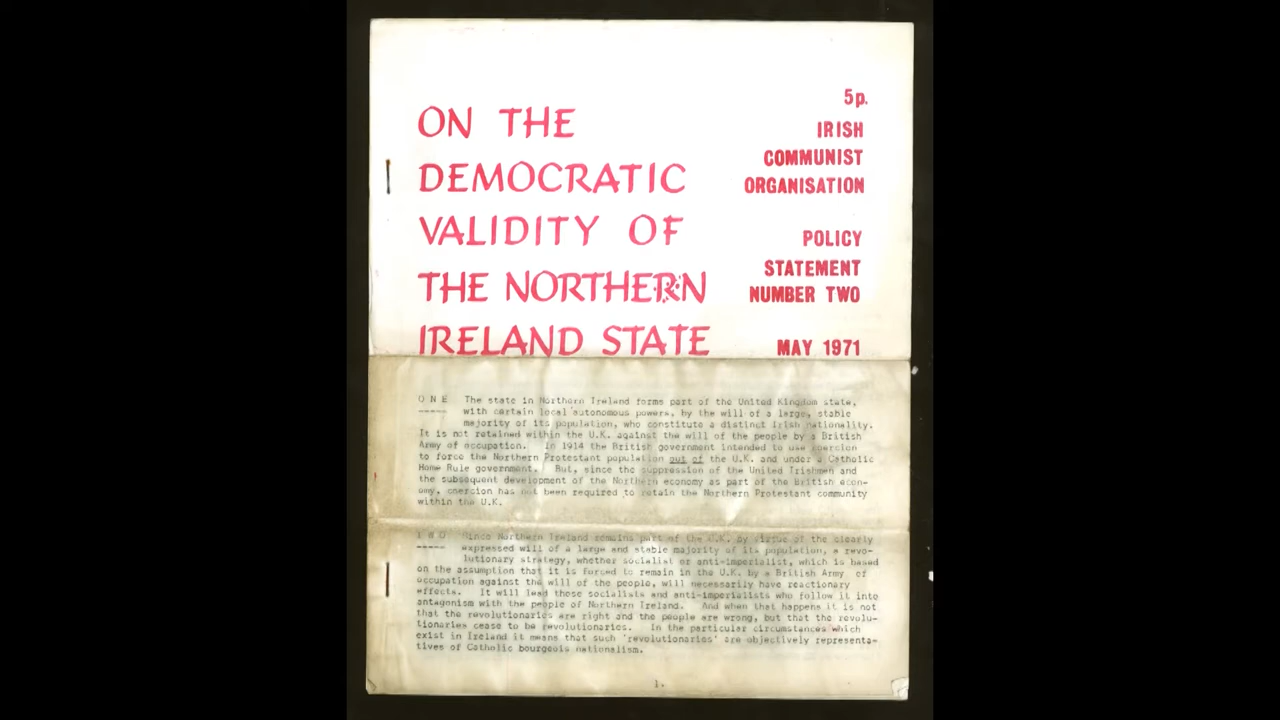 5p.
ON THE
DEMOCRATIC
VALIDITY OF
THE NORTHERN
IRELAND STATE
IRISH
COMMUNIST
ORGANISATION
POLICY
STATEMENT
NUMBER TWO
MAY 1971
ONE The state in Northern Ireland forms part of the United Kingdom state,
with certain local autonomous powers, by the will of a large, stable
majority of its population, who constitute a distinct Irish nationality.
It is not retained within the U.K. against the will of the people by a British
Army of occupation. In 1914 the British government intended to use coercion
to force the Northern Protestant population out of the U.K. and under a Catholic
Home Rule government. But, since the suppression of the United Irishmen and
the subsequent development of the Northern economy as part of the British econ-
omy, coercion has not been required to retain the Northern Protestant community
within the U.K.
TWO Since Northern Ireland remains part of the U.K. by virtue of the clearly
expressed will of a large and stable majority of its population, a revo-
lutionary strategy, whether socialist or anti-imperialist, which is based
on the assumption that it is forced to remain in the U.K. by a British Army of
occupation against the will of the people, will necessarily have reactionary
effects. It will lead those socialists and anti-imperialists who follow it into
antagonism with the people of Northern Ireland. And when that happens it is not
that the revolutionaries are right and the people are wrong, but that the revolu-
tionaries cease to be revolutionaries. In the particular circumstances which
exist in Ireland it means that such 'revolutionaries' are objectively representa-
tives of Catholic bourgeois nationalism.
1.